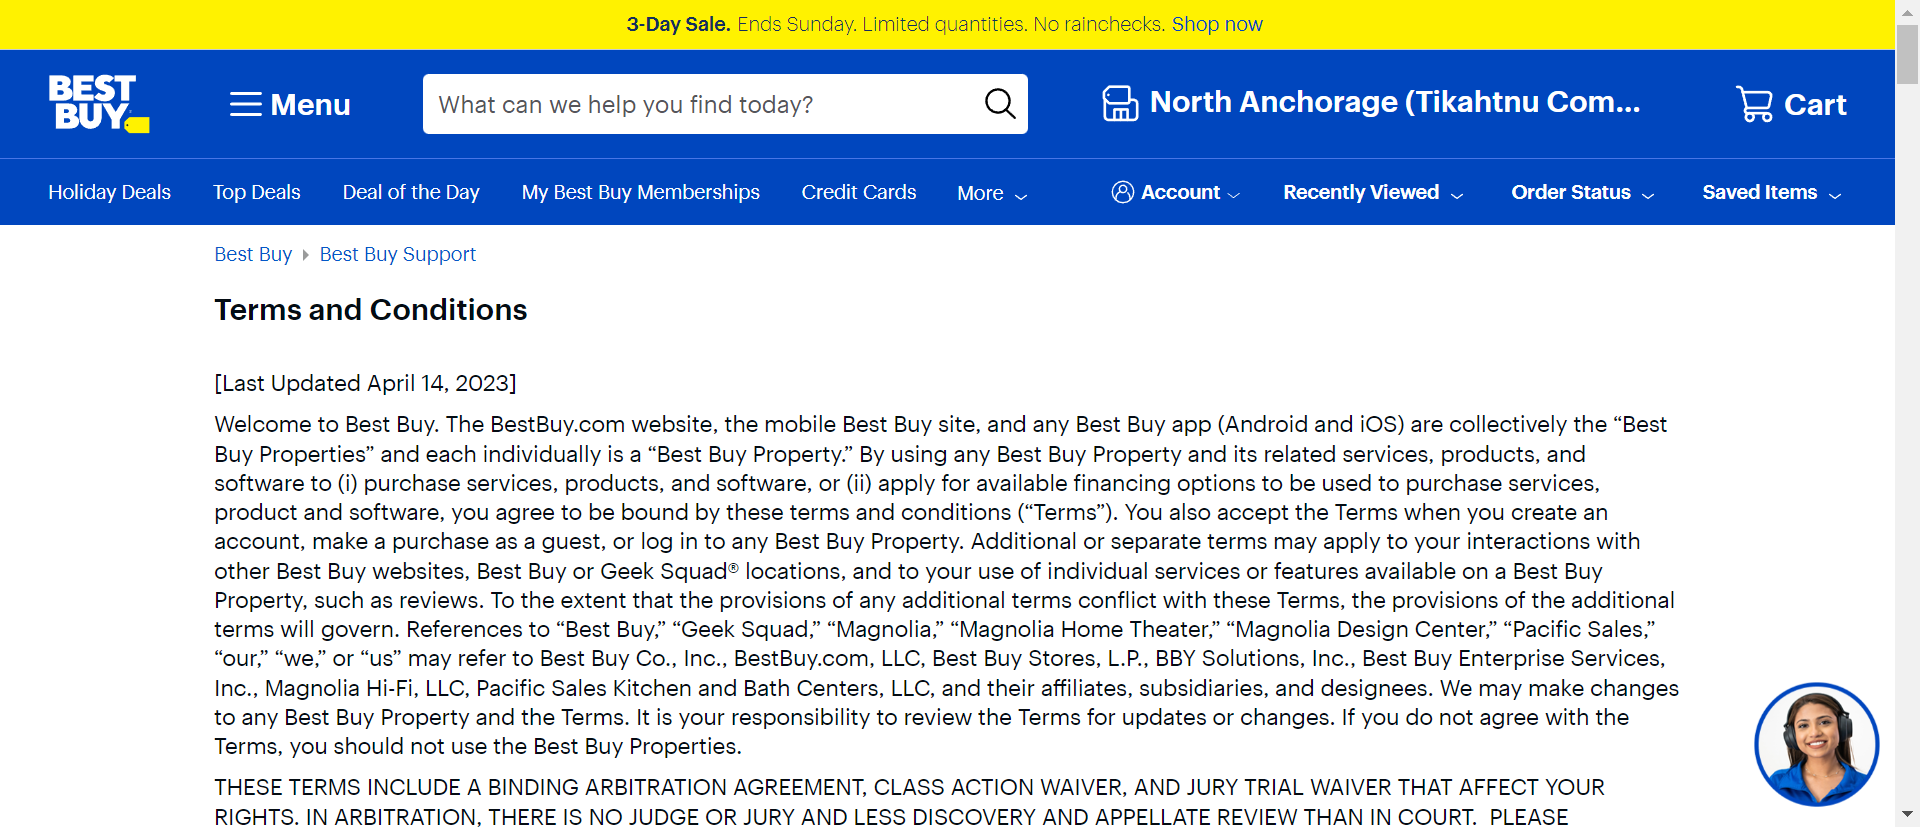 3-Day Sale. Ends Sunday. Limited quantities. No rainchecks. Shop now
BEST
BUY
Menu
What can we help you find today?
North Anchorage (Tikahtnu Com...
Cart
Holiday Deals
Top Deals
Deal of the Day
My Best Buy Memberships
Credit Cards
More
Account
Recently Viewed
Order Status
Saved Items
Best Buy
Best Buy Support
Terms and Conditions
[Last Updated April 14, 2023]
Welcome to Best Buy. The BestBuy.com website, the mobile Best Buy site, and any Best Buy app (Android and iOS) are collectively the “Best
Buy Properties” and each individually is a “Best Buy Property.” By using any Best Buy Property and its related services, products, and
software to (i) purchase services, products, and software, or (ii) apply for available financing options to be used to purchase services,
product and software, you agree to be bound by these terms and conditions (“Terms”). You also accept the Terms when you create an
account, make a purchase as a guest, or log in to any Best Buy Property. Additional or separate terms may apply to your interactions with
other Best Buy websites, Best Buy or Geek Squad® locations, and to your use of individual services or features available on a Best Buy
Property, such as reviews. To the extent that the provisions of any additional terms conflict with these Terms, the provisions of the additional
terms will govern. References to “Best Buy,” “Geek Squad,” “Magnolia,” “Magnolia Home Theater,” “Magnolia Design Center,” “Pacific Sales,”
“our,” “we,” or “us” may refer to Best Buy Co., Inc., BestBuy.com, LLC, Best Buy Stores, L.P., BBY Solutions, Inc., Best Buy Enterprise Services,
Inc., Magnolia Hi-Fi, LLC, Pacific Sales Kitchen and Bath Centers, LLC, and their affiliates, subsidiaries, and designees. We may make changes
to any Best Buy Property and the Terms. It is your responsibility to review the Terms for updates or changes. If you do not agree with the
Terms, you should not use the Best Buy Properties.
THESE TERMS INCLUDE A BINDING ARBITRATION AGREEMENT, CLASS ACTION WAIVER, AND JURY TRIAL WAIVER THAT AFFECT YOUR
RIGHTS. IN ARBITRATION, THERE IS NO JUDGE OR JURY AND LESS DISCOVERY AND APPELLATE REVIEW THAN IN COURT.  PLEASE